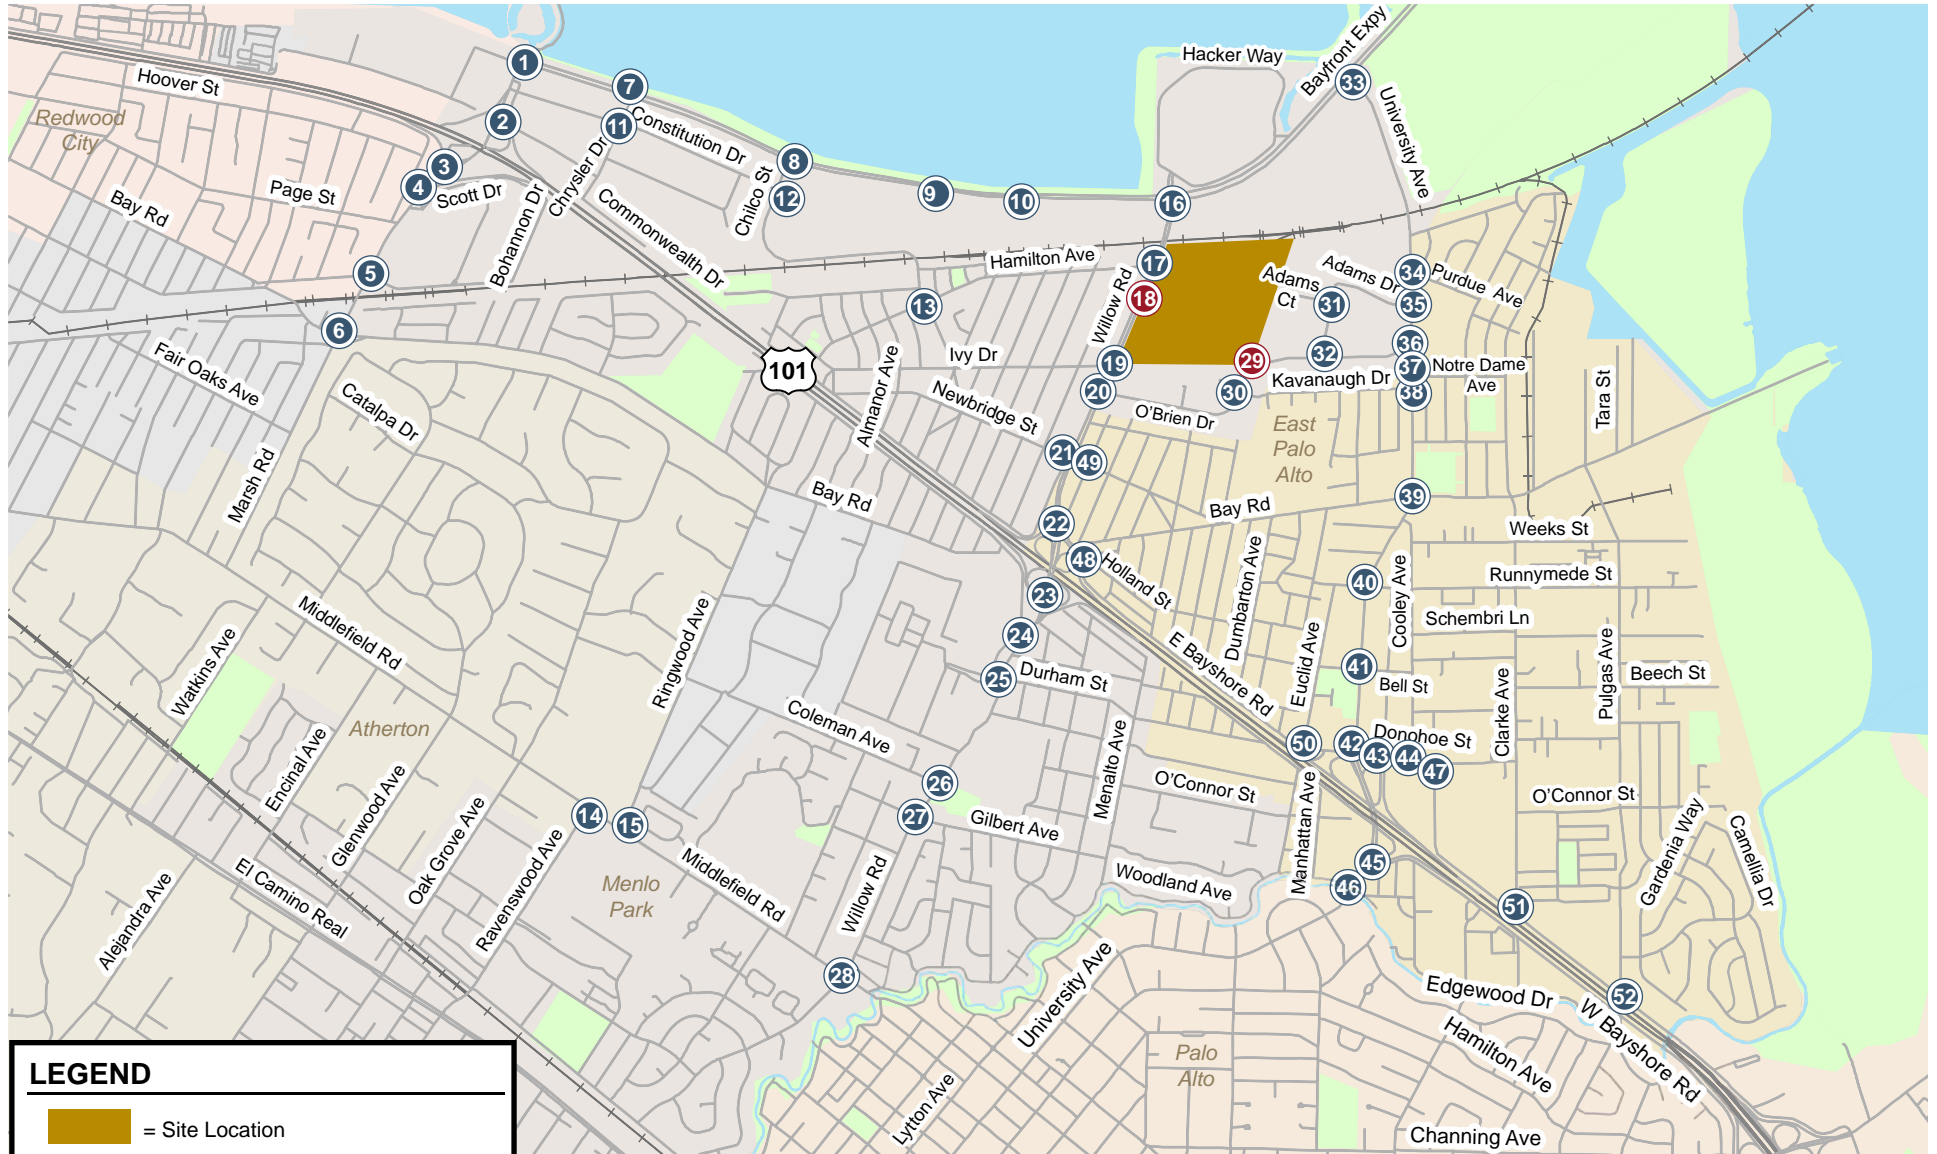 Hacker Way
Bayfront Expy
1
33
Hoover St
7
University Ave
Redwood
City
2
11
Constitution Dr
8
3
4
Scott Dr
Page St
Bay Rd
Chrysler Dr
Bohannon Dr
Chilco St
12
9
10
16
Commonwealth Dr
Hamilton Ave
17
5
Adams
Ct
Adams Dr
34
Purdue Ave
35
31
18
Willow Rd
13
6
Fair Oaks Ave
101
Ivy Dr
19
29
32
36
37
Notre Dame
Ave
Kavanaugh Dr
38
20
30
O'Brien Dr
Catalpa Dr
Almanor Ave
Newbridge St
Tara St
East
Palo
Alto
21
49
Marsh Rd
Bay Rd
Bay Rd
39
22
Weeks St
48
Holland St
Dumbarton Ave
Cooley Ave
40
Runnymede St
23
Schembri Ln
Middlefield Rd
Watkins Ave
Ringwood Ave
24
25
Durham St
E Bayshore Rd
Euclid Ave
41
Bell St
Clarke Ave
Pulgas Ave
Beech St
Atherton
Coleman Ave
Encinal Ave
Glenwood Ave
Menalto Ave
50
42
Donohoe St
43
44
47
26
27
Gilbert Ave
O'Connor St
Manhattan Ave
O'Connor St
Gardenia Way
Camellia Dr
14
15
Oak Grove Ave
Ravenswood Ave
El Camino Real
Alejandra Ave
Menlo
Park
Middlefield Rd
Willow Rd
Woodland Ave
45
46
51
28
University Ave
Edgewood Dr
52
W Bayshore Rd
Hamilton Ave
Palo
Alto
Lytton Ave
Channing Ave
LEGEND
= Site Location